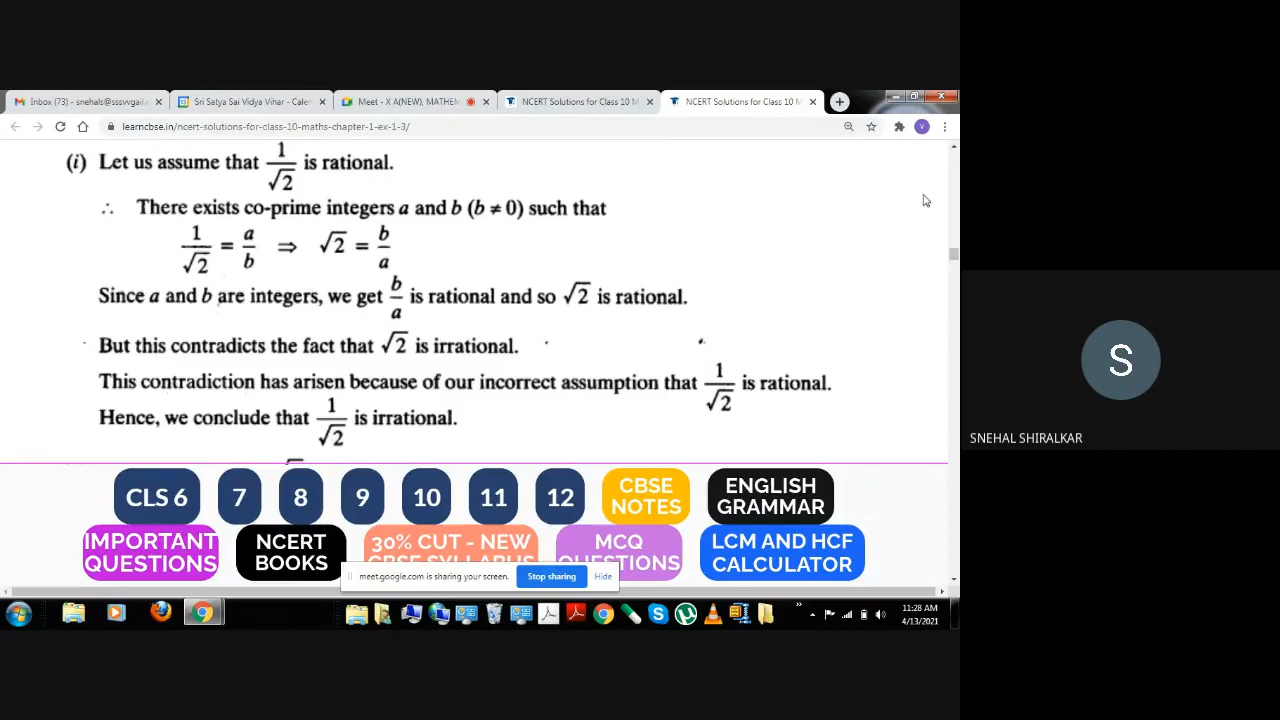 Inbox (73) - snehals@sssvvgail.
Sri Satya Sai Vidya Vihar - Cale
Meet - X A(NEW), MATHEM
NCERT Solutions for Class 10 M
NCERT Solutions for Class 10 M
learncbse.in/ncert-solutions-for-class-10-maths-chapter-1-ex-1-3/
V
(i) Let us assume that 1/√2 is rational.
∴ There exists co-prime integers a and b (b ≠ 0) such that
1/√2 = a/b ⇒ √2 = b/a
Since a and b are integers, we get b/a is rational and so √2 is rational.
But this contradicts the fact that √2 is irrational.
This contradiction has arisen because of our incorrect assumption that 1/√2 is rational.
Hence, we conclude that 1/√2 is irrational.
CLS 6 7 8 9 10 11 12
CBSE NOTES
ENGLISH GRAMMAR
IMPORTANT QUESTIONS
NCERT BOOKS
30% CUT - NEW
CBSE SYLLABUS
MCQ QUESTIONS
LCM AND HCF CALCULATOR
meet.google.com is sharing your screen. Stop sharing Hide
11:28 AM
4/13/2021
S
SNEHAL SHIRALKAR